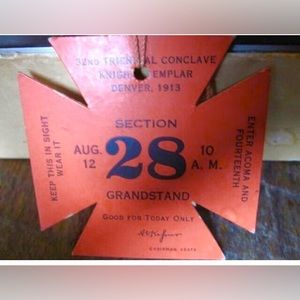 32ND TRIENNIAL CONCLAVE
KNIGHTS TEMPLAR
DENVER, 1913
KEEP THIS IN SIGHT
WEAR IT
SECTION
AUG. 12
28
10 A. M.
ENTER ACOMA AND
FOURTEENTH
GRANDSTAND
GOOD FOR TODAY ONLY
CHAIRMAN SEATS